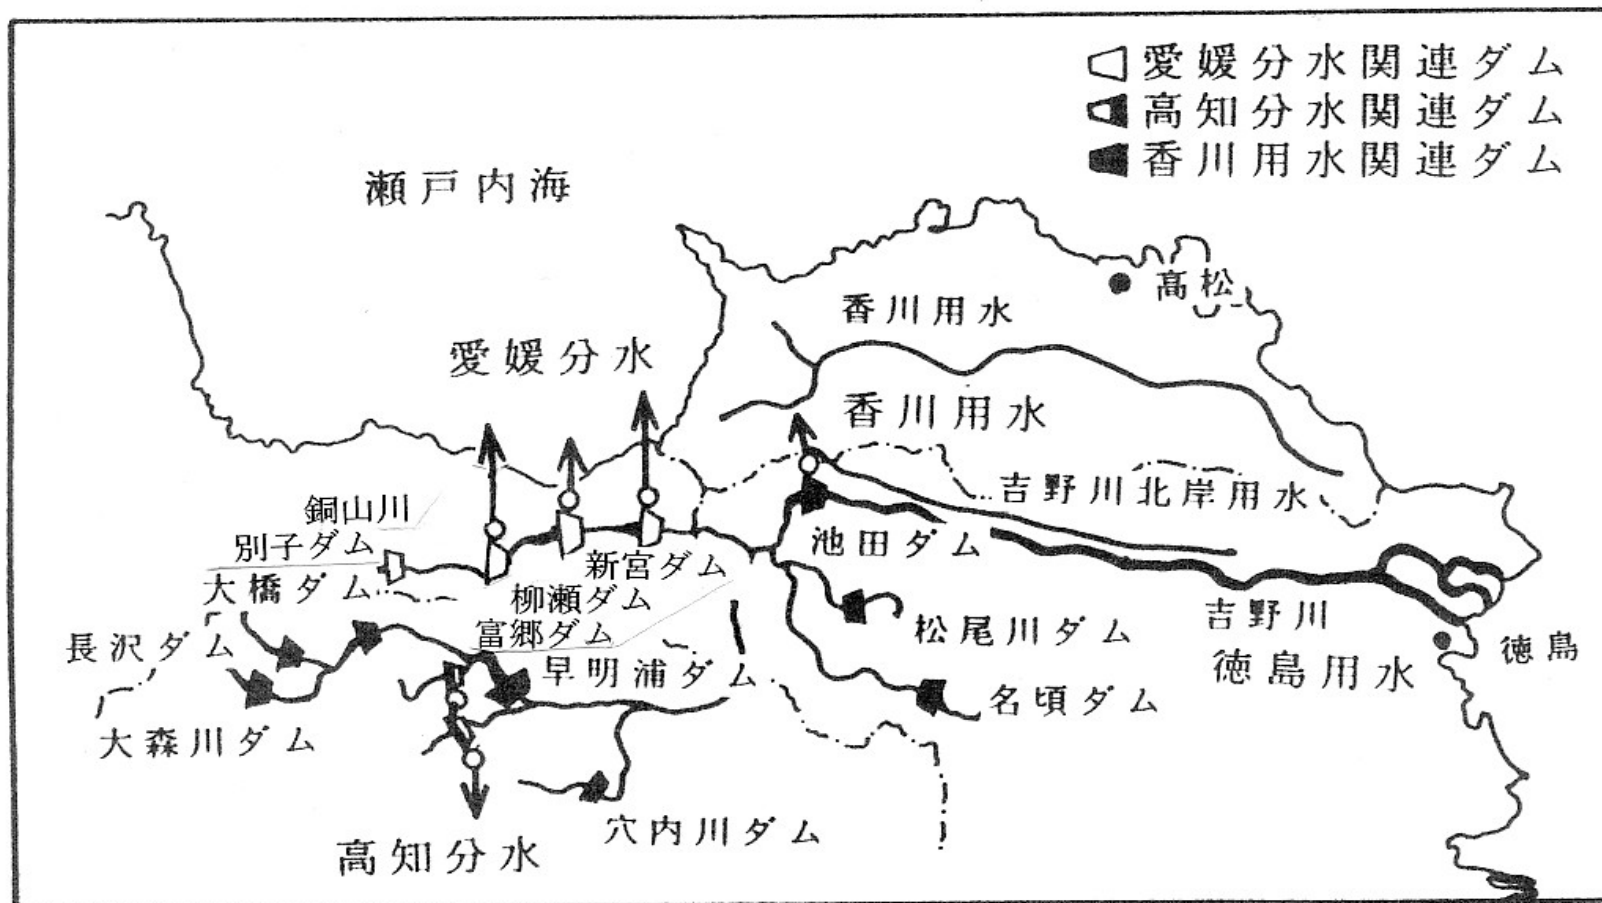 愛媛分水関連ダム
高知分水関連ダム
香川用水関連ダム
瀬戸内海
高松
香川用水
愛媛分水
香川用水
吉野川北岸用水
銅山川
別子ダム
池田ダム
新宮ダム
大橋ダム
柳瀬ダム
富郷ダム
吉野川
松尾川ダム
長沢ダム
早明浦ダム
徳島用水
徳島
名頃ダム
大森川ダム
穴内川ダム
高知分水